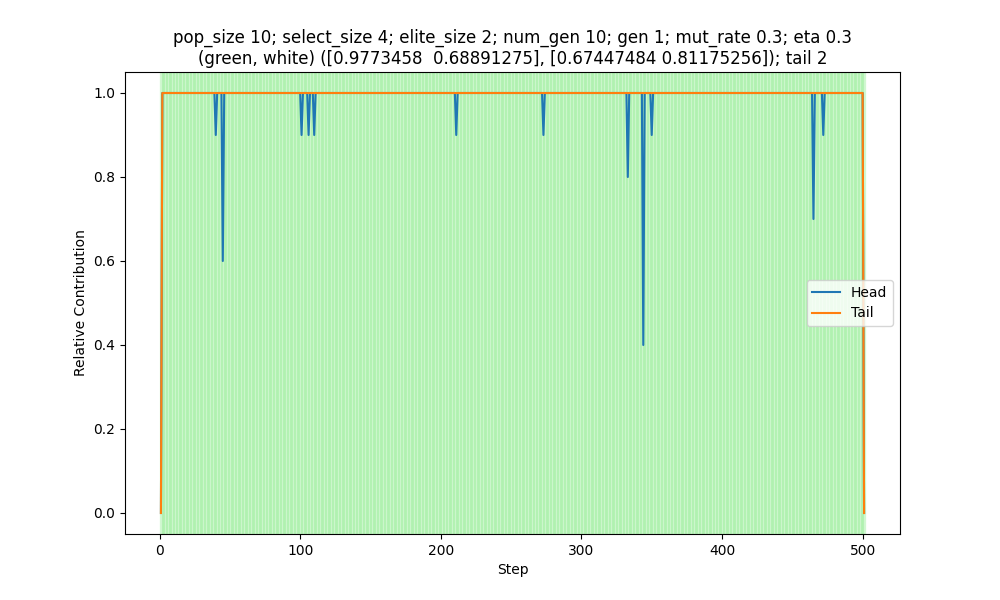 pop_size 10; select_size 4; elite_size 2; num_gen 10; gen 1; mut_rate 0.3; eta 0.3
(green, white) ([0.9773458  0.68891275], [0.67447484 0.81175256]); tail 2
1.0
0.8
0.6
0.4
0.2
0.0
Relative Contribution
Head
Tail
0
100
200
300
400
500
Step